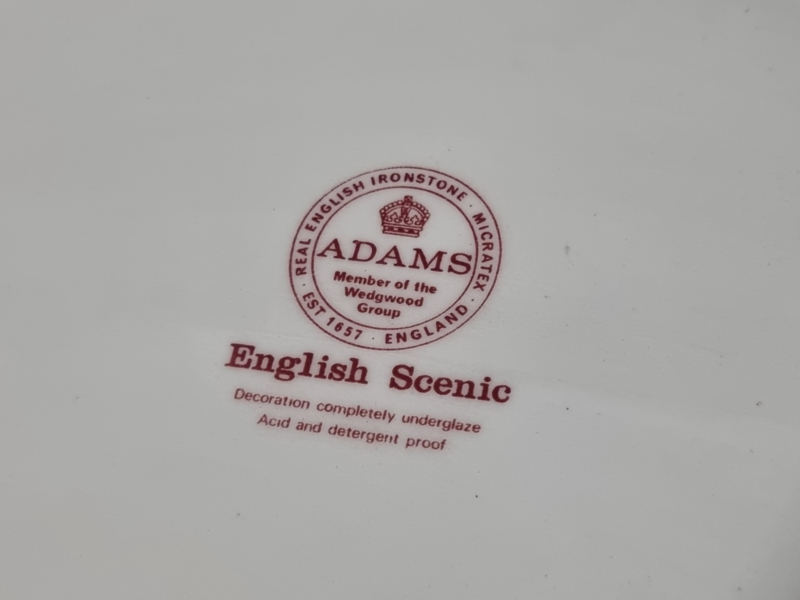 REAL ENGLISH IRONSTONE · MICRATEX · ENGLAND · EST 1657 ·
ADAMS
Member of the
Wedgwood
Group
English Scenic
Decoration completely underglaze
Acid and detergent proof